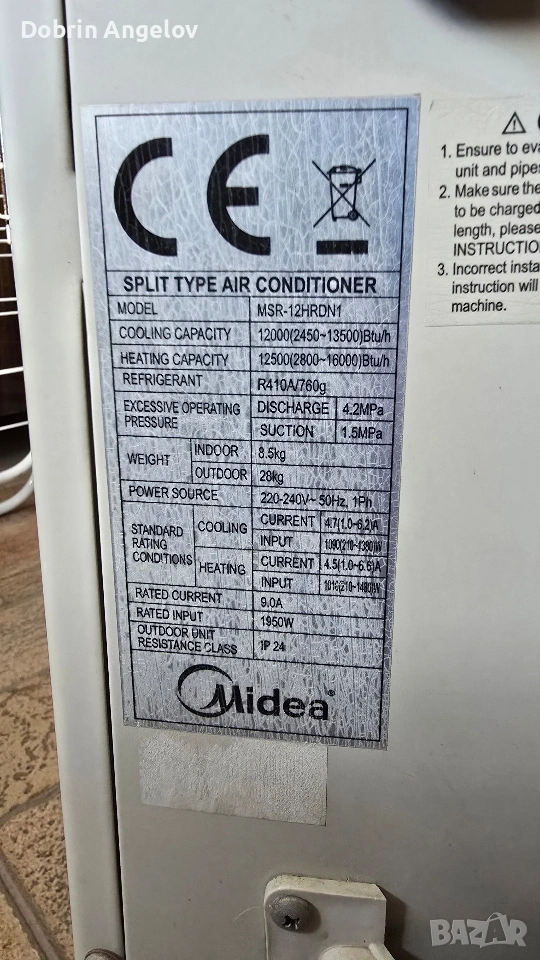 Dobrin Angelov
CE
SPLIT TYPE AIR CONDITIONER
MODEL MSR-12HRDN1
COOLING CAPACITY 12000(2450~13500)Btu/h
HEATING CAPACITY 12500(2800~16000)Btu/h
REFRIGERANT R410A/760g
EXCESSIVE OPERATING PRESSURE DISCHARGE 4.2MPa
SUCTION 1.5MPa
WEIGHT INDOOR 8.5kg
OUTDOOR 28kg
POWER SOURCE 220-240V~ 50Hz, 1Ph
STANDARD RATING CONDITIONS COOLING CURRENT 4.7(1.0~6.2)A
INPUT
HEATING CURRENT 4.5(1.0~6.6)A
INPUT
RATED CURRENT 9.0A
RATED INPUT 1950W
OUTDOOR UNIT RESISTANCE CLASS IP 24
Midea®
1. Ensure to eva
unit and pipes
2. Make sure the
to be charged
length, please
INSTRUCTIO
3. Incorrect insta
instruction will
machine.
BAZAR